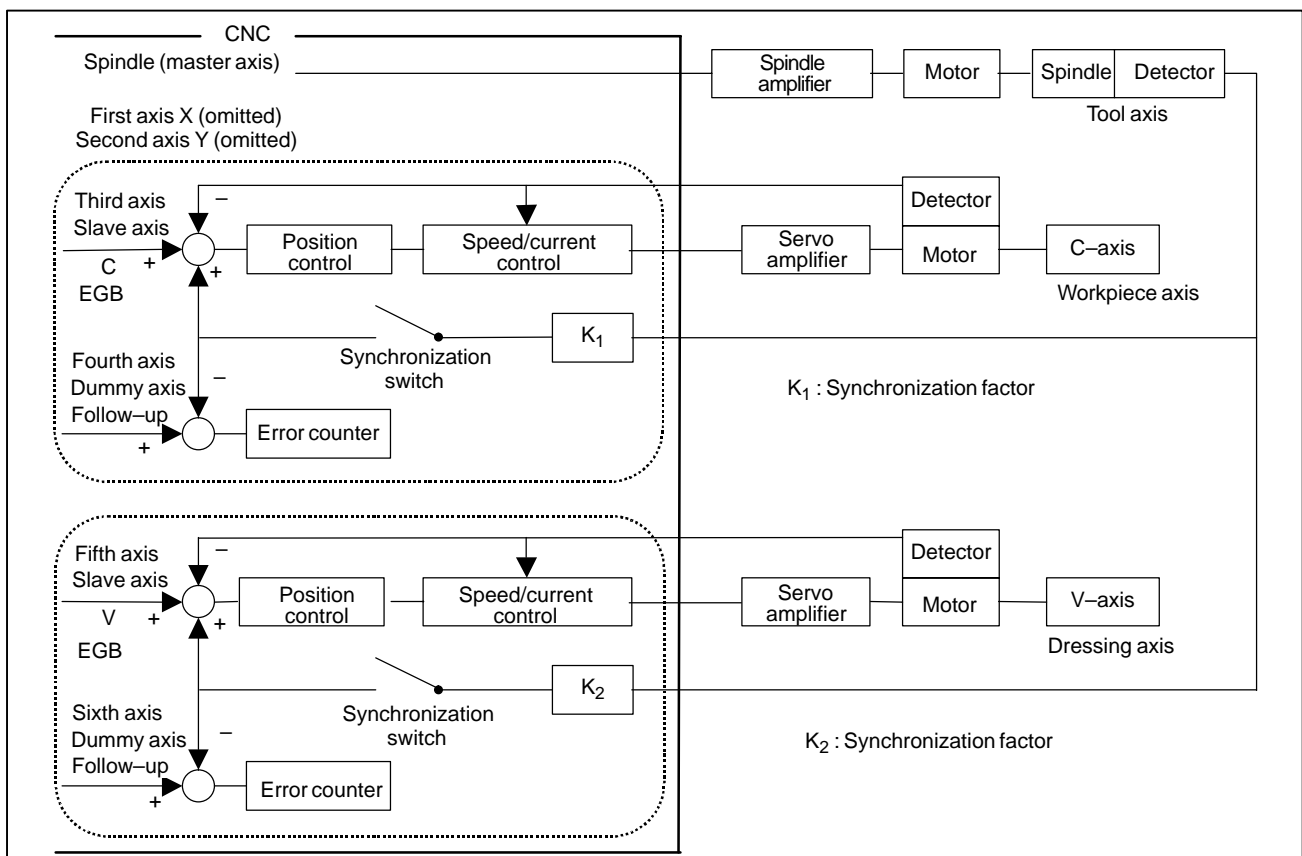 CNC
Spindle (master axis)
Spindle
amplifier
Motor
Spindle
Detector
Tool axis
First axis X (omitted)
Second axis Y (omitted)
Third axis
Slave axis
C
EGB
+
–
+
Position
control
Speed/current
control
Servo
amplifier
Detector
Motor
C–axis
Workpiece axis
Synchronization
switch
K1
K1 : Synchronization factor
Fourth axis
Dummy axis
Follow–up
–
+
Error counter
Fifth axis
Slave axis
V
EGB
+
–
+
Position
control
Speed/current
control
Servo
amplifier
Detector
Motor
V–axis
Dressing axis
Synchronization
switch
K2
K2 : Synchronization factor
Sixth axis
Dummy axis
Follow–up
–
+
Error counter